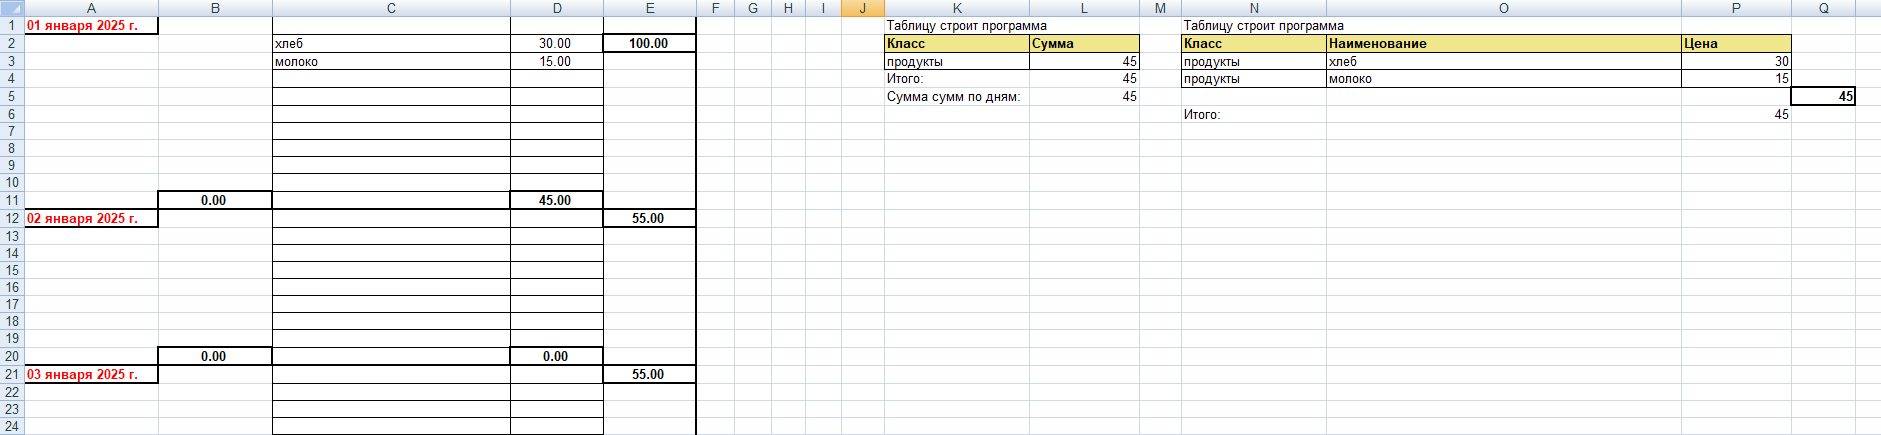 A B C D E F G H I J K L M N O P Q
1 01 января 2025 г. Таблицу строит программа Таблицу строит программа
2 хлеб 30.00 100.00 Класс Сумма Класс Наименование Цена
3 молоко 15.00 продукты 45 продукты хлеб 30
4 Итого: 45 продукты молоко 15
5 Сумма сумм по дням: 45 45
6 Итого: 45
7
8
9
10
11 0.00 45.00
12 02 января 2025 г. 55.00
13
14
15
16
17
18
19
20 0.00 0.00
21 03 января 2025 г. 55.00
22
23
24